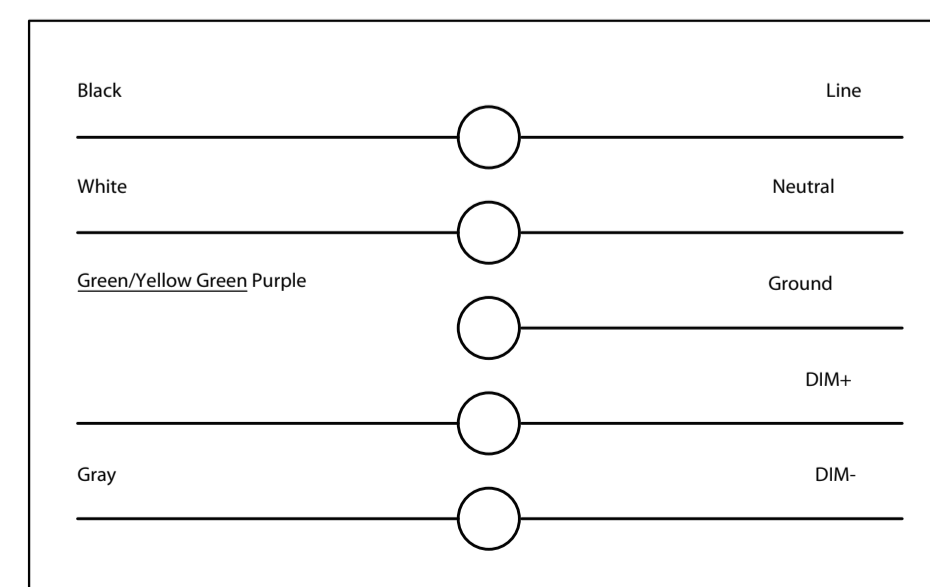 Black Line
White Neutral
Green/Yellow Green Purple Ground
DIM+
Gray DIM-